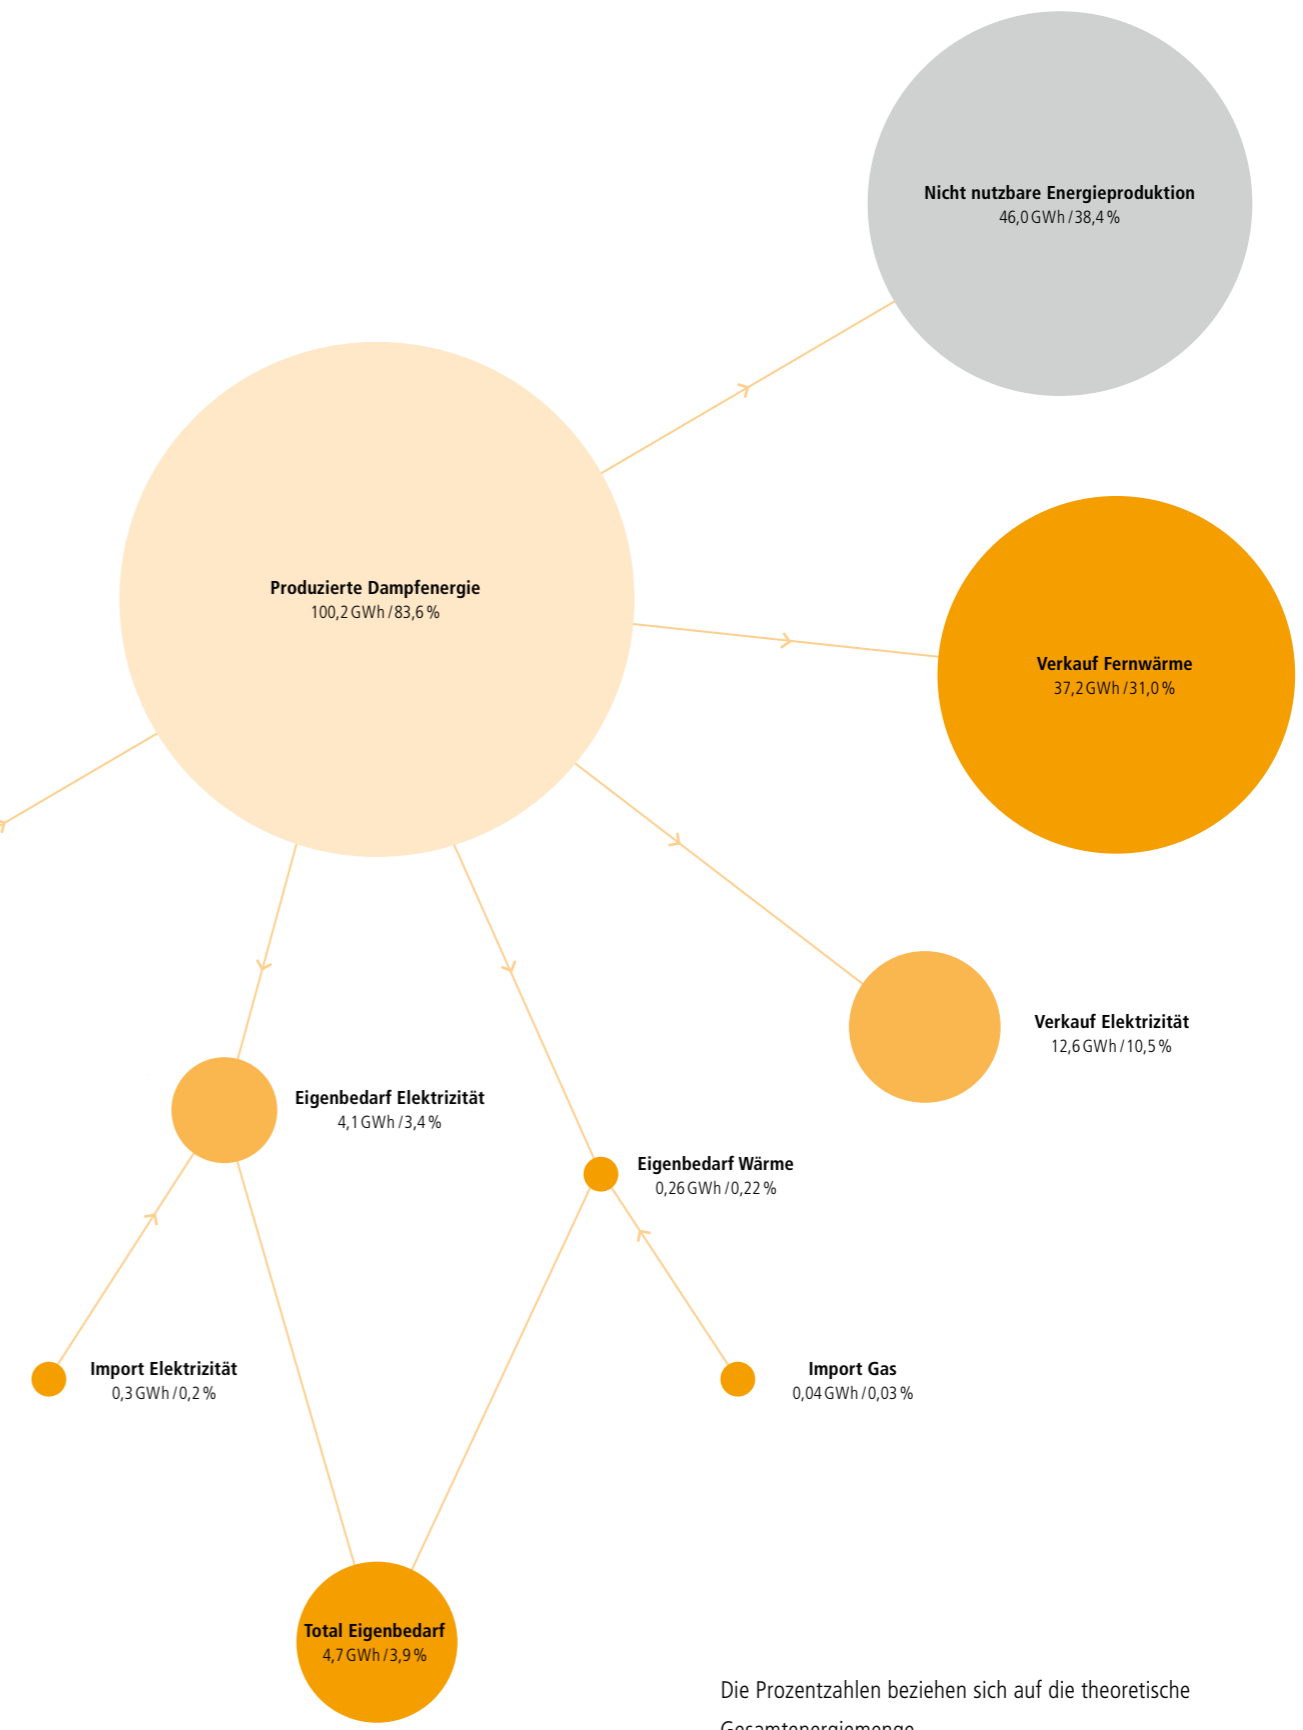 Nicht nutzbare Energieproduktion
46,0 GWh / 38,4 %
Produzierte Dampfenergie
100,2 GWh / 83,6 %
Verkauf Fernwärme
37,2 GWh / 31,0 %
Verkauf Elektrizität
12,6 GWh / 10,5 %
Eigenbedarf Elektrizität
4,1 GWh / 3,4 %
Eigenbedarf Wärme
0,26 GWh / 0,22 %
Import Elektrizität
0,3 GWh / 0,2 %
Import Gas
0,04 GWh / 0,03 %
Total Eigenbedarf
4,7 GWh / 3,9 %
Die Prozentzahlen beziehen sich auf die theoretische
Gesamtenergiemenge